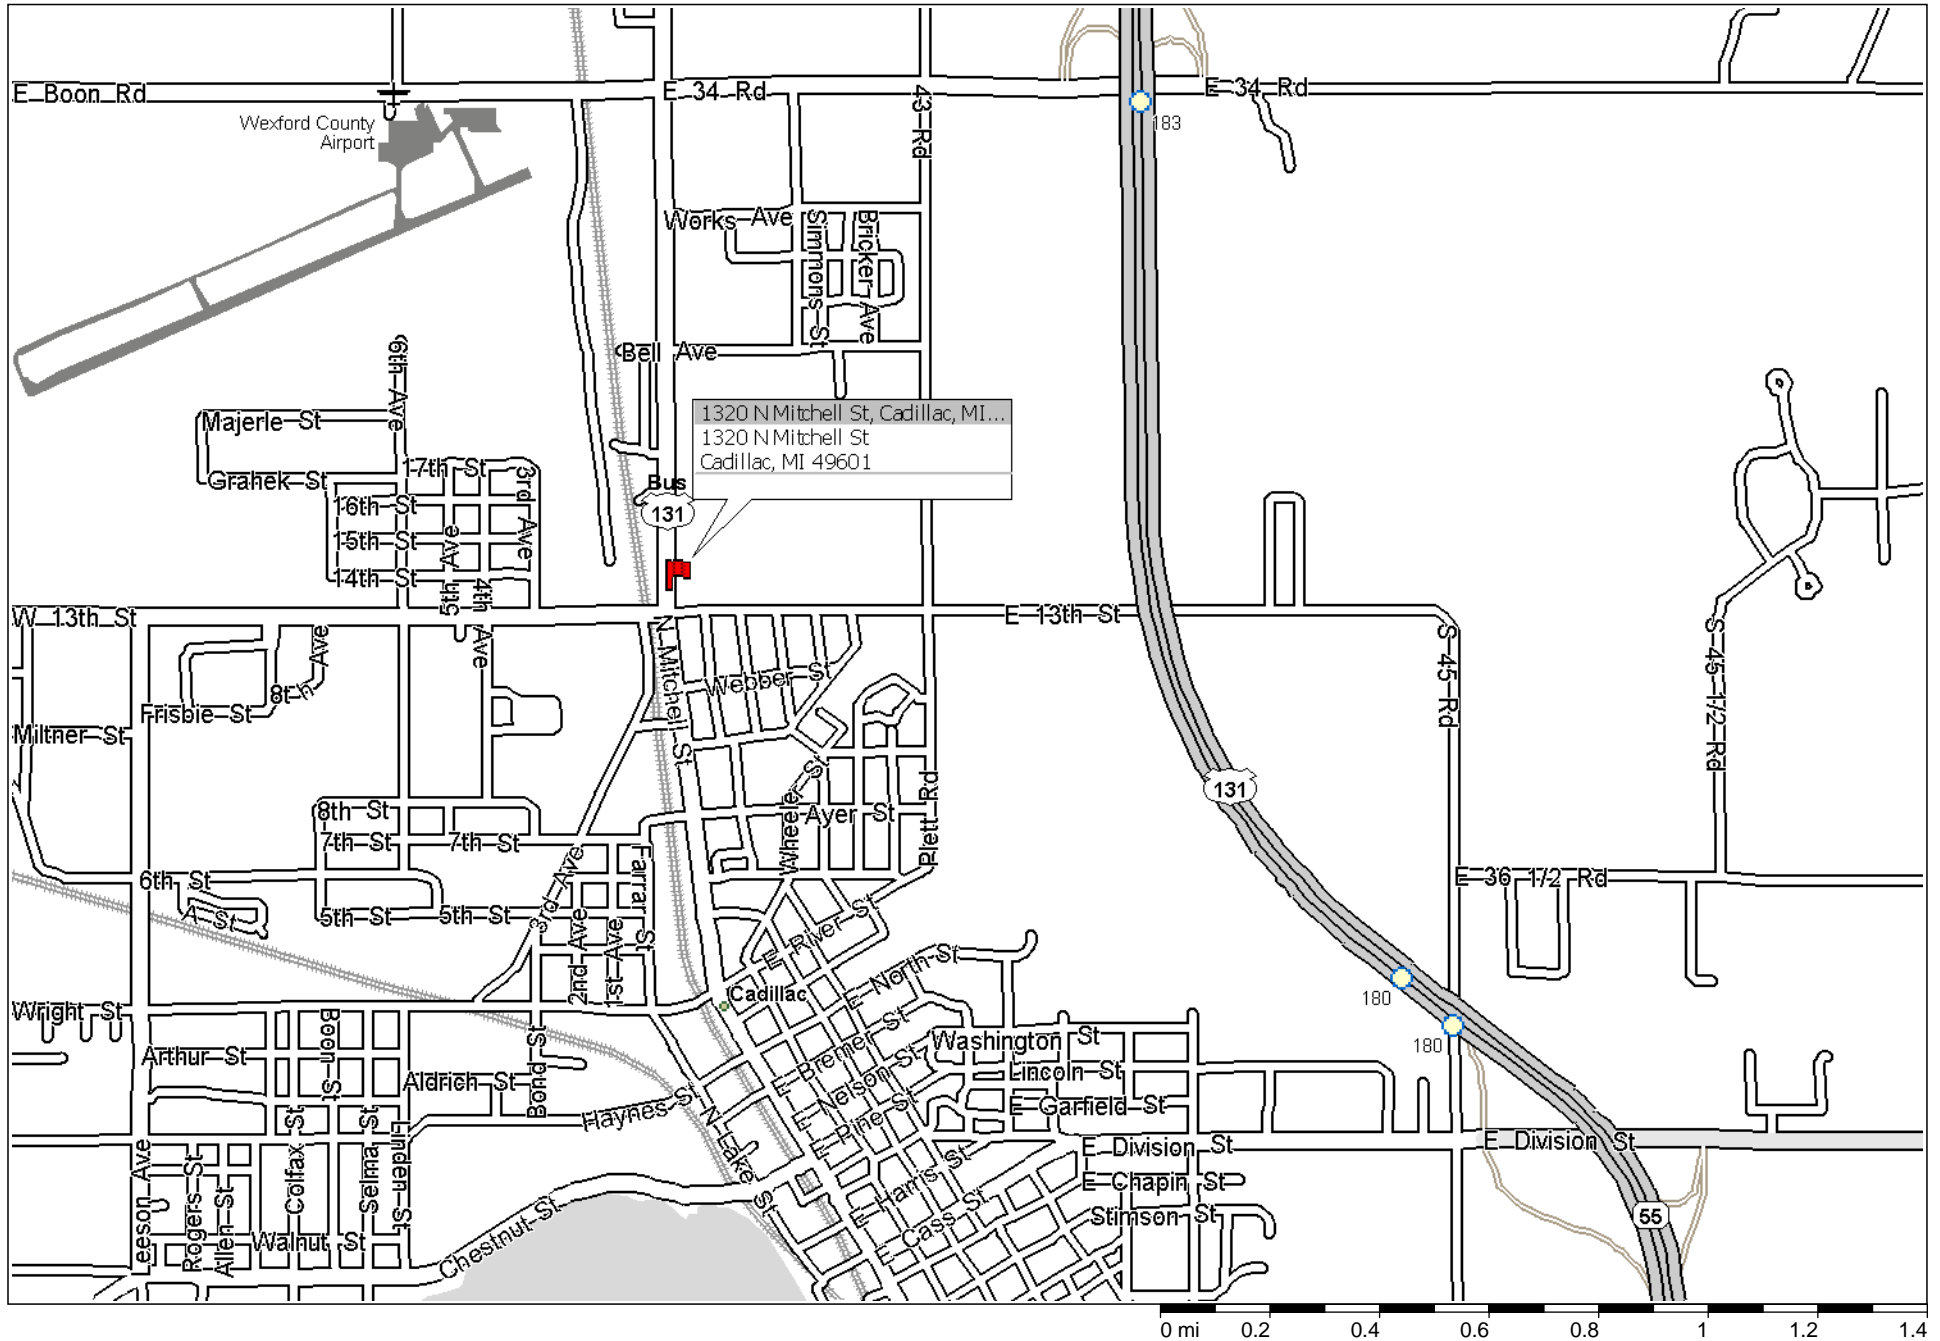 E Boon Rd
E 34 Rd
E 34 Rd
43 Rd
183
Wexford County
Airport
Works Ave
Simmons St
Bricker Ave
Bell Ave
6th Ave
Majerle St
Grahek St
17th St
3rd Ave
16th St
15th St
14th St
5th Ave
4th Ave
1320 N Mitchell St, Cadillac, MI...
1320 N Mitchell St
Cadillac, MI 49601
Bus
131
W 13th St
E 13th St
N Mitchell St
8th Ave
Webber St
Frisbie St
Miltner St
S 45 Rd
S 45 1/2 Rd
131
8th St
7th St
7th St
Ayer St
Plett Rd
Farrar St
3rd Ave
6th St
A St
5th St
5th St
2nd Ave
1st Ave
E River St
E North St
E 36 1/2 Rd
180
180
Cadillac
Wright St
Boon St
Bond St
Arthur St
Aldrich St
Haynes St
E Bremer St
E Nelson St
E Pine St
Washington St
Lincoln St
E Garfield St
E Division St
E Division St
N Lake St
E Harris St
E Cass St
E Chapin St
Stimson St
55
Leeson Ave
Rogers St
Allen St
Colfax St
Selma St
Linden St
Walnut St
Chestnut St
0 mi 0.2 0.4 0.6 0.8 1 1.2 1.4